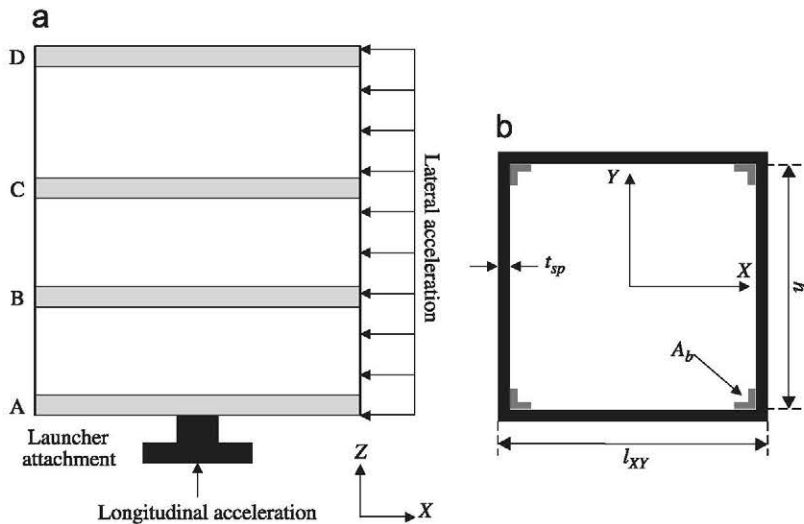 a
D
C
B
A
Lateral acceleration
Launcher
attachment
Longitudinal acceleration
Z
X
b
Y
X
t_sp
A_b
h
l_XY